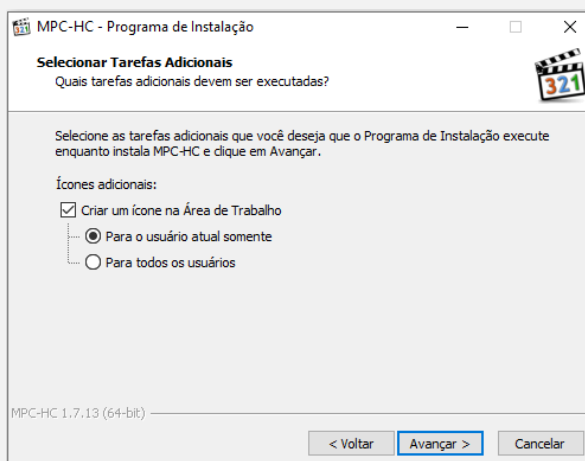 MPC-HC - Programa de Instalação
Selecionar Tarefas Adicionais
Quais tarefas adicionais devem ser executadas?
321
Selecione as tarefas adicionais que você deseja que o Programa de Instalação execute
enquanto instala MPC-HC e clique em Avançar.
Ícones adicionais:
Criar um ícone na Área de Trabalho
Para o usuário atual somente
Para todos os usuários
MPC-HC 1.7.13 (64-bit)
< Voltar
Avançar >
Cancelar